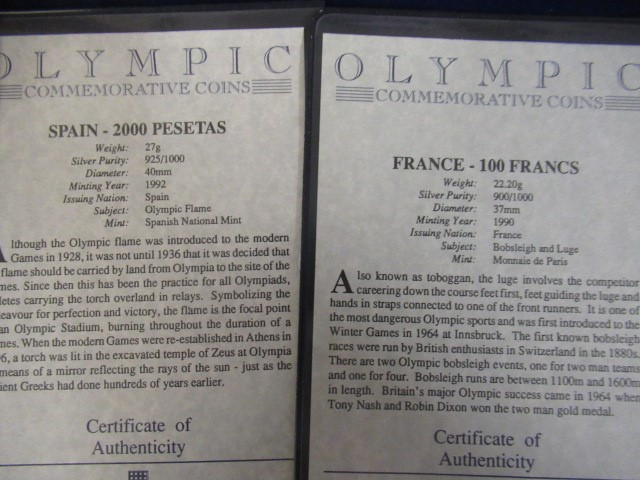 OLYMPIC
COMMEMORATIVE COINS
SPAIN - 2000 PESETAS
Weight: 27g
Silver Purity: 925/1000
Diameter: 40mm
Minting Year: 1992
Issuing Nation: Spain
Subject: Olympic Flame
Mint: Spanish National Mint
Although the Olympic flame was introduced to the modern
Games in 1928, it was not until 1936 that it was decided that
flame should be carried by land from Olympia to the site of the
mes. Since then this has been the practice for all Olympiads,
letes carrying the torch overland in relays. Symbolizing the
eavour for perfection and victory, the flame is the focal point
an Olympic Stadium, burning throughout the duration of a
mes. When the modern Games were re-established in Athens in
6, a torch was lit in the excavated temple of Zeus at Olympia
means of a mirror reflecting the rays of the sun - just as the
ient Greeks had done hundreds of years earlier.
Certificate of
Authenticity
OLYMPIC
COMMEMORATIVE COINS
FRANCE - 100 FRANCS
Weight: 22.20g
Silver Purity: 900/1000
Diameter: 37mm
Minting Year: 1990
Issuing Nation: France
Subject: Bobsleigh and Luge
Mint: Monnaie de Paris
Also known as toboggan, the luge involves the competitor
careering down the course feet first, feet guiding the luge and
hands in straps connected to one of the front runners. It is one of
the most dangerous Olympic sports and was first introduced to the
Winter Games in 1964 at Innsbruck. The first known bobsleigh
races were run by British enthusiasts in Switzerland in the 1880s.
There are two Olympic bobsleigh events, one for two man teams
and one for four. Bobsleigh runs are between 1100m and 1600m
in length. Britain's major Olympic success came in 1964 when
Tony Nash and Robin Dixon won the two man gold medal.
Certificate of
Authenticity